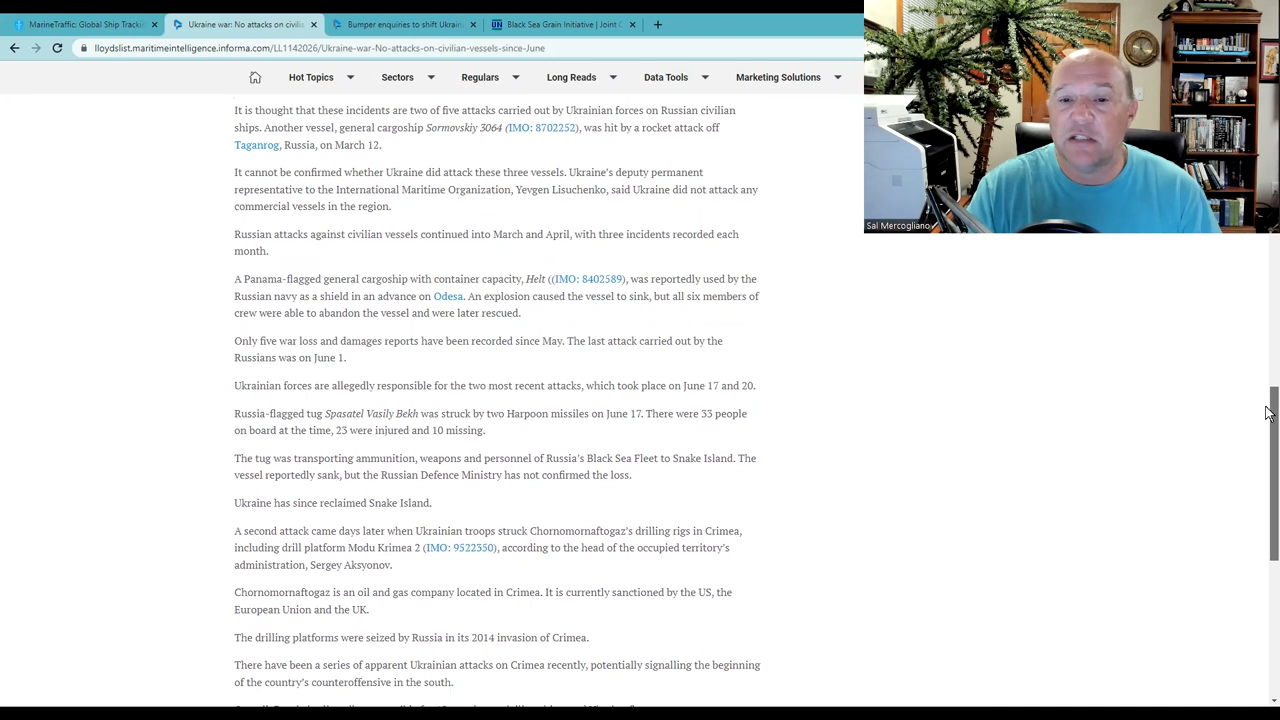 MarineTraffic: Global Ship Trackin
Ukraine war: No attacks on civilia
Bumper enquiries to shift Ukrain
Black Sea Grain Initiative | Joint C
lloydslist.maritimeintelligence.informa.com/LL1142026/Ukraine-war-No-attacks-on-civilian-vessels-since-June
Hot Topics Sectors Regulars Long Reads Data Tools Marketing Solutions
It is thought that these incidents are two of five attacks carried out by Ukrainian forces on Russian civilian
ships. Another vessel, general cargoship Sormovskiy 3064 (IMO: 8702252), was hit by a rocket attack off
Taganrog, Russia, on March 12.
It cannot be confirmed whether Ukraine did attack these three vessels. Ukraine's deputy permanent
representative to the International Maritime Organization, Yevgen Lisuchenko, said Ukraine did not attack any
commercial vessels in the region.
Russian attacks against civilian vessels continued into March and April, with three incidents recorded each
month.
A Panama-flagged general cargoship with container capacity, Helt ((IMO: 8402589), was reportedly used by the
Russian navy as a shield in an advance on Odesa. An explosion caused the vessel to sink, but all six members of
crew were able to abandon the vessel and were later rescued.
Only five war loss and damages reports have been recorded since May. The last attack carried out by the
Russians was on June 1.
Ukrainian forces are allegedly responsible for the two most recent attacks, which took place on June 17 and 20.
Russia-flagged tug Spasatel Vasily Bekh was struck by two Harpoon missiles on June 17. There were 33 people
on board at the time, 23 were injured and 10 missing.
The tug was transporting ammunition, weapons and personnel of Russia's Black Sea Fleet to Snake Island. The
vessel reportedly sank, but the Russian Defence Ministry has not confirmed the loss.
Ukraine has since reclaimed Snake Island.
A second attack came days later when Ukrainian troops struck Chornomornaftogaz's drilling rigs in Crimea,
including drill platform Modu Krimea 2 (IMO: 9522350), according to the head of the occupied territory's
administration, Sergey Aksyonov.
Chornomornaftogaz is an oil and gas company located in Crimea. It is currently sanctioned by the US, the
European Union and the UK.
The drilling platforms were seized by Russia in its 2014 invasion of Crimea.
There have been a series of apparent Ukrainian attacks on Crimea recently, potentially signalling the beginning
of the country's counteroffensive in the south.
Sal Mercogliano